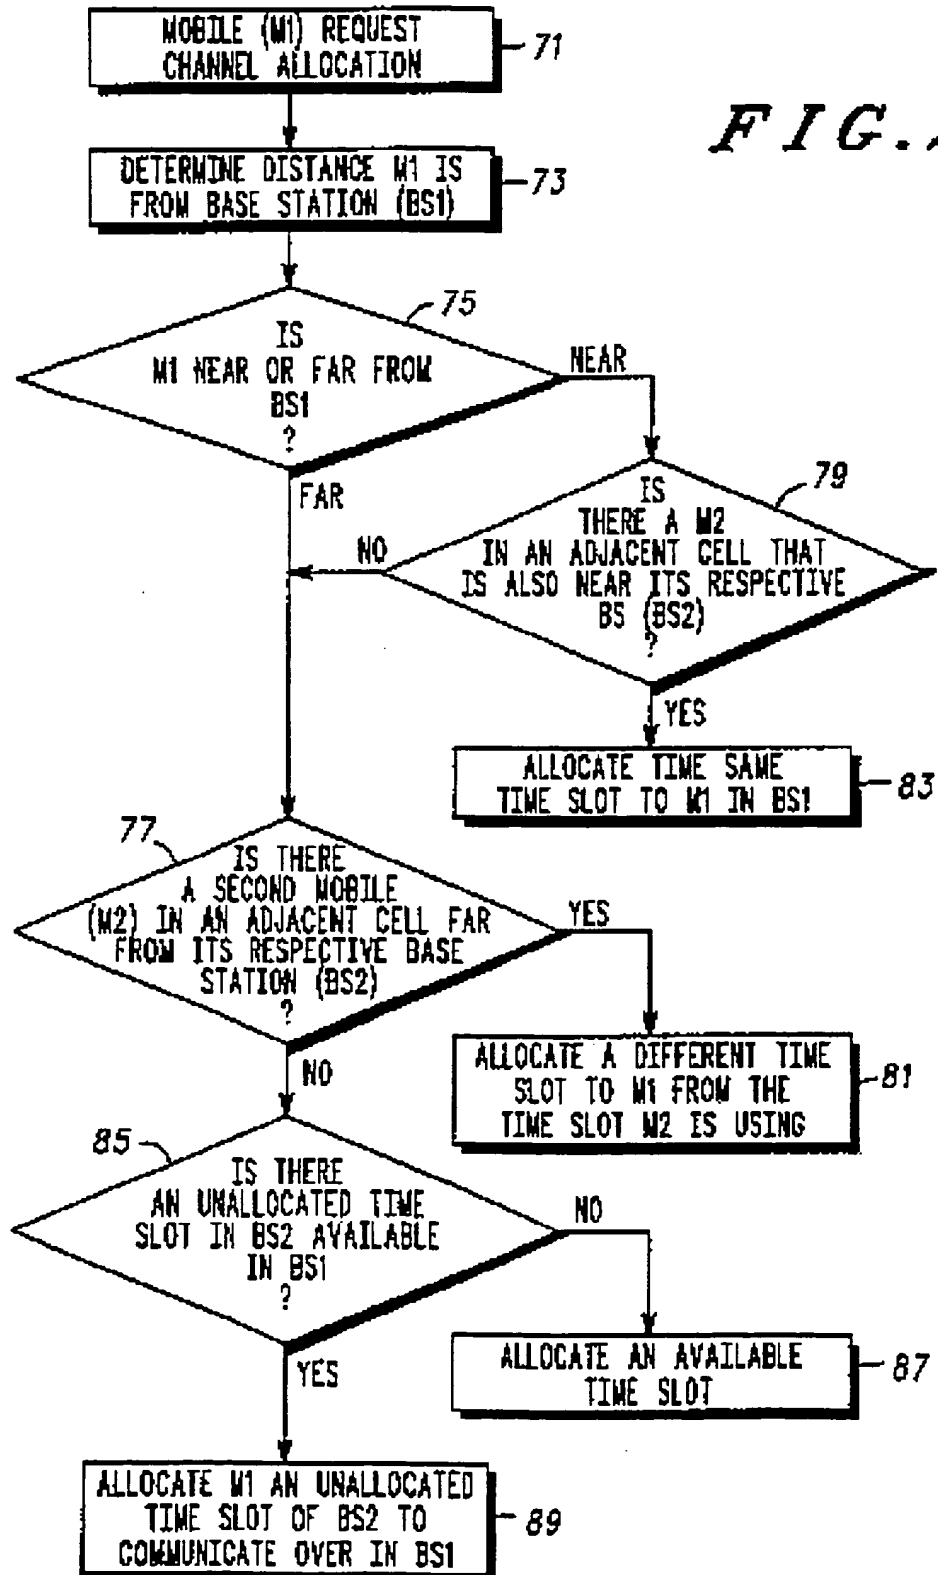 MOBILE (M1) REQUEST
CHANNEL ALLOCATION
71
FIG.
DETERMINE DISTANCE M1 IS
FROM BASE STATION (BS1)
73
75
IS
M1 NEAR OR FAR FROM
BS1
?
NEAR
FAR
79
IS
THERE A M2
IN AN ADJACENT CELL THAT
IS ALSO NEAR ITS RESPECTIVE
BS (BS2)
?
NO
YES
ALLOCATE TIME SAME
TIME SLOT TO M1 IN BS1
83
77
IS THERE
A SECOND MOBILE
(M2) IN AN ADJACENT CELL FAR
FROM ITS RESPECTIVE BASE
STATION (BS2)
?
YES
NO
ALLOCATE A DIFFERENT TIME
SLOT TO M1 FROM THE
TIME SLOT M2 IS USING
81
85
IS THERE
AN UNALLOCATED TIME
SLOT IN BS2 AVAILABLE
IN BS1
?
NO
YES
ALLOCATE AN AVAILABLE
TIME SLOT
87
ALLOCATE M1 AN UNALLOCATED
TIME SLOT OF BS2 TO
COMMUNICATE OVER IN BS1
89